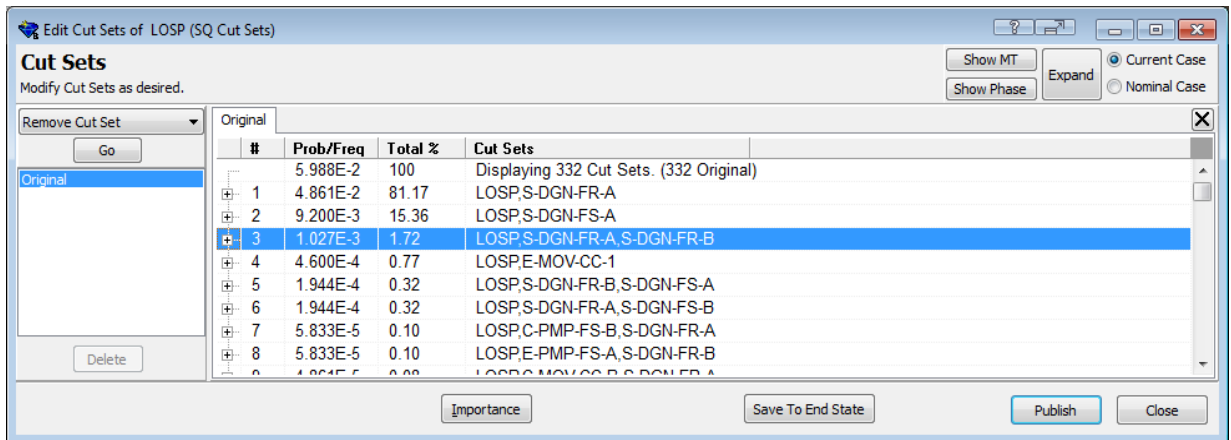 Edit Cut Sets of LOSP (SQ Cut Sets)
?
Cut Sets
Modify Cut Sets as desired.
Show MT
Show Phase
Expand
Current Case
Nominal Case
Remove Cut Set
Go
Original
Delete
Original
# Prob/Freq Total % Cut Sets
5.988E-2 100 Displaying 332 Cut Sets. (332 Original)
1 4.861E-2 81.17 LOSP,S-DGN-FR-A
2 9.200E-3 15.36 LOSP,S-DGN-FS-A
3 1.027E-3 1.72 LOSP,S-DGN-FR-A,S-DGN-FR-B
4 4.600E-4 0.77 LOSP,E-MOV-CC-1
5 1.944E-4 0.32 LOSP,S-DGN-FR-B,S-DGN-FS-A
6 1.944E-4 0.32 LOSP,S-DGN-FR-A,S-DGN-FS-B
7 5.833E-5 0.10 LOSP,C-PMP-FS-B,S-DGN-FR-A
8 5.833E-5 0.10 LOSP,E-PMP-FS-A,S-DGN-FR-B
Importance
Save To End State
Publish
Close